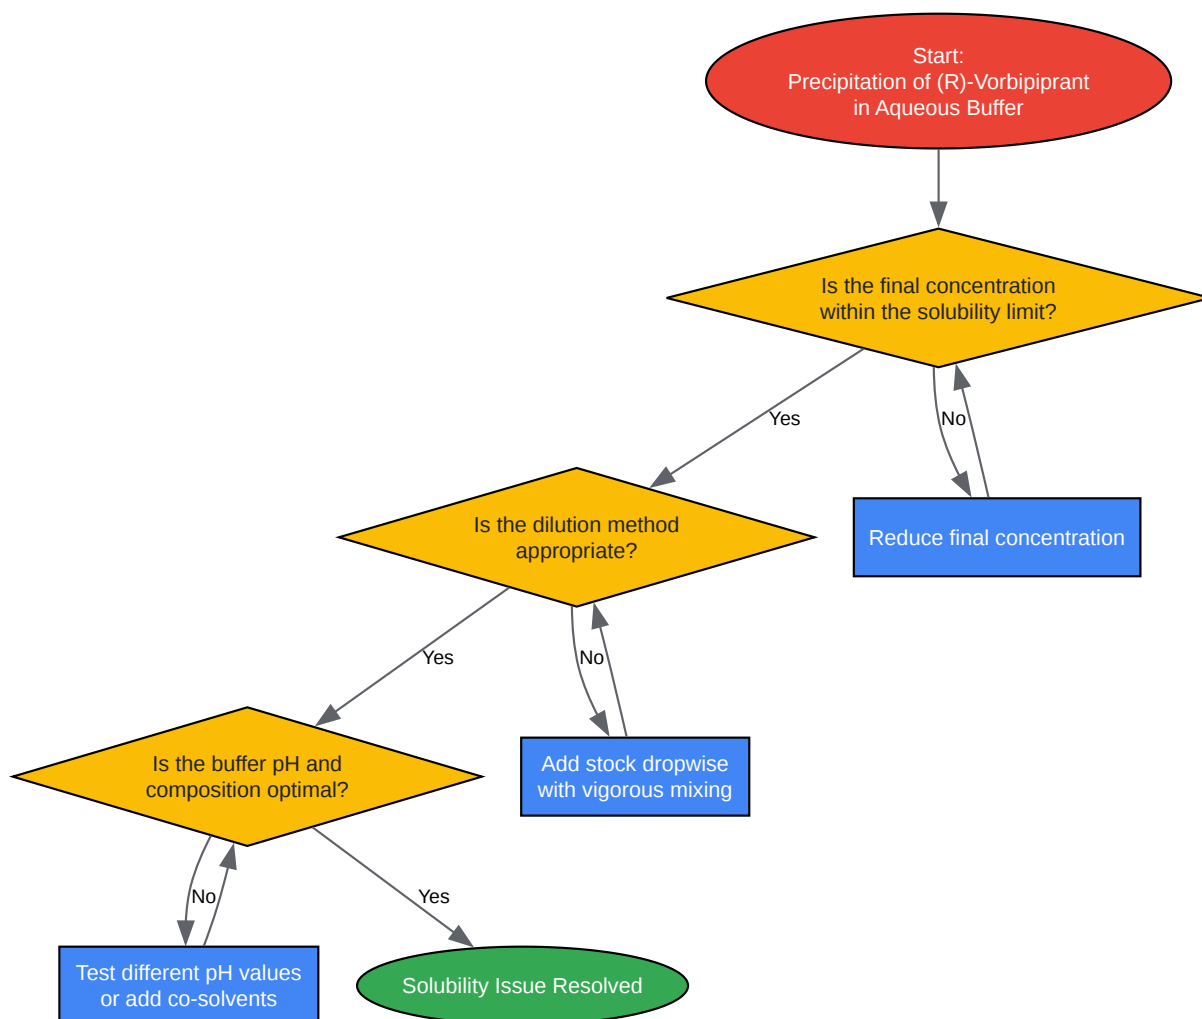 Start:
Precipitation of (R)-Vorbipiprant
in Aqueous Buffer
Is the final concentration
within the solubility limit?
Yes
No
Reduce final concentration
Is the dilution method
appropriate?
Yes
No
Add stock dropwise
with vigorous mixing
Is the buffer pH and
composition optimal?
No
Yes
Test different pH values
or add co-solvents
Solubility Issue Resolved